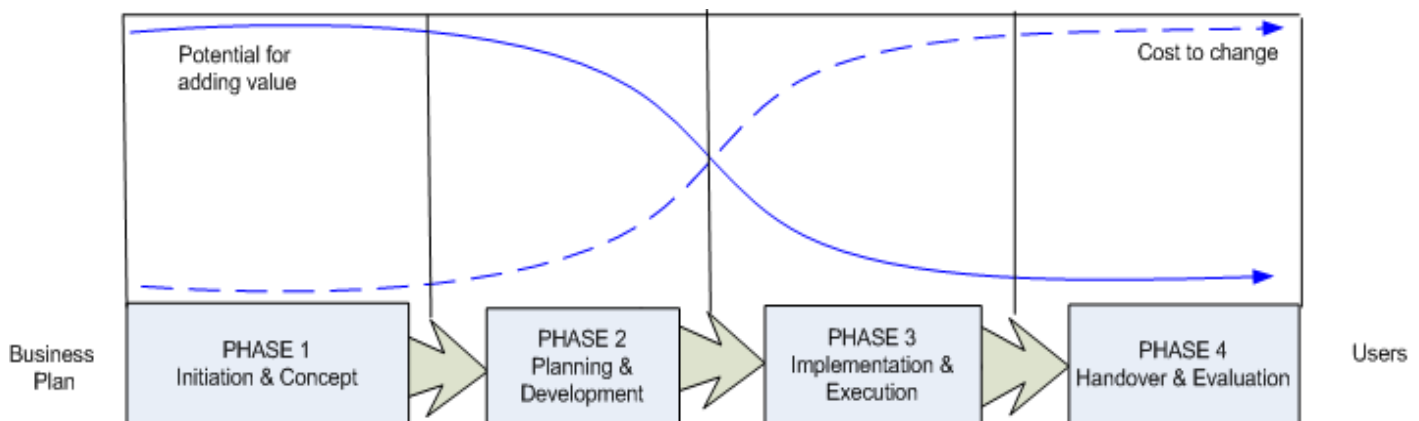 Potential for
adding value
Cost to change
Business
Plan
PHASE 1
Initiation & Concept
PHASE 2
Planning &
Development
PHASE 3
Implementation &
Execution
PHASE 4
Handover & Evaluation
Users